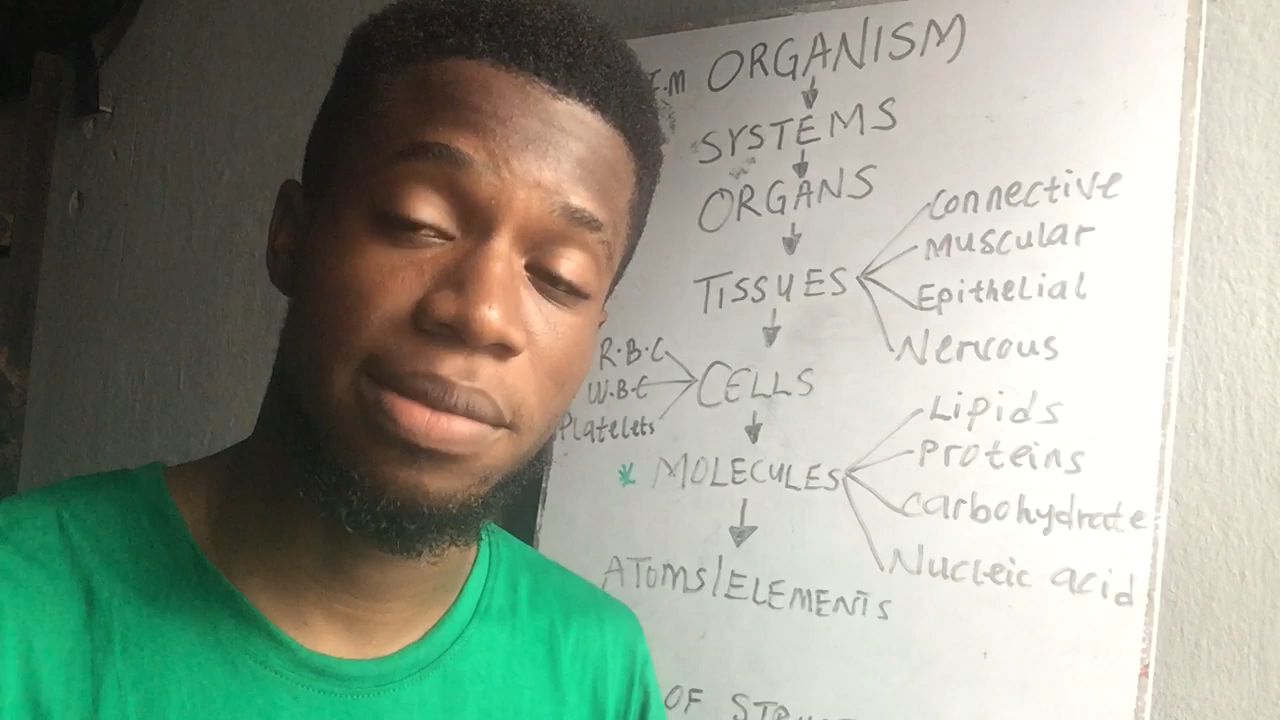 ORGANISM
SYSTEMS
ORGANS
TISSUES
Connective
Muscular
Epithelial
Nervous
R.B.C
W.B.C
Platelets
CELLS
* MOLECULES
Lipids
Proteins
Carbohydrate
Nucleic acid
ATOMS/ELEMENTS
OF